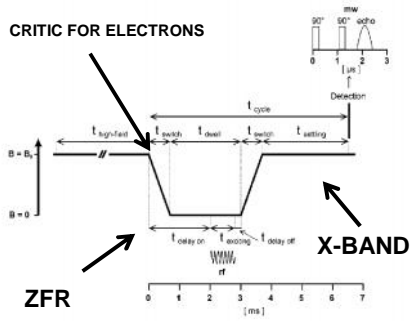 CRITIC FOR ELECTRONS
mw
90° 90° echo
0 1 2 3
[ µs ]
Detection
t cycle
t high-field t switch t dwell t switch t settling
B = B₀
B = 0
t delay on t exciting t delay off
rf
X-BAND
ZFR
0 1 2 3 4 5 6 7
[ ms ]